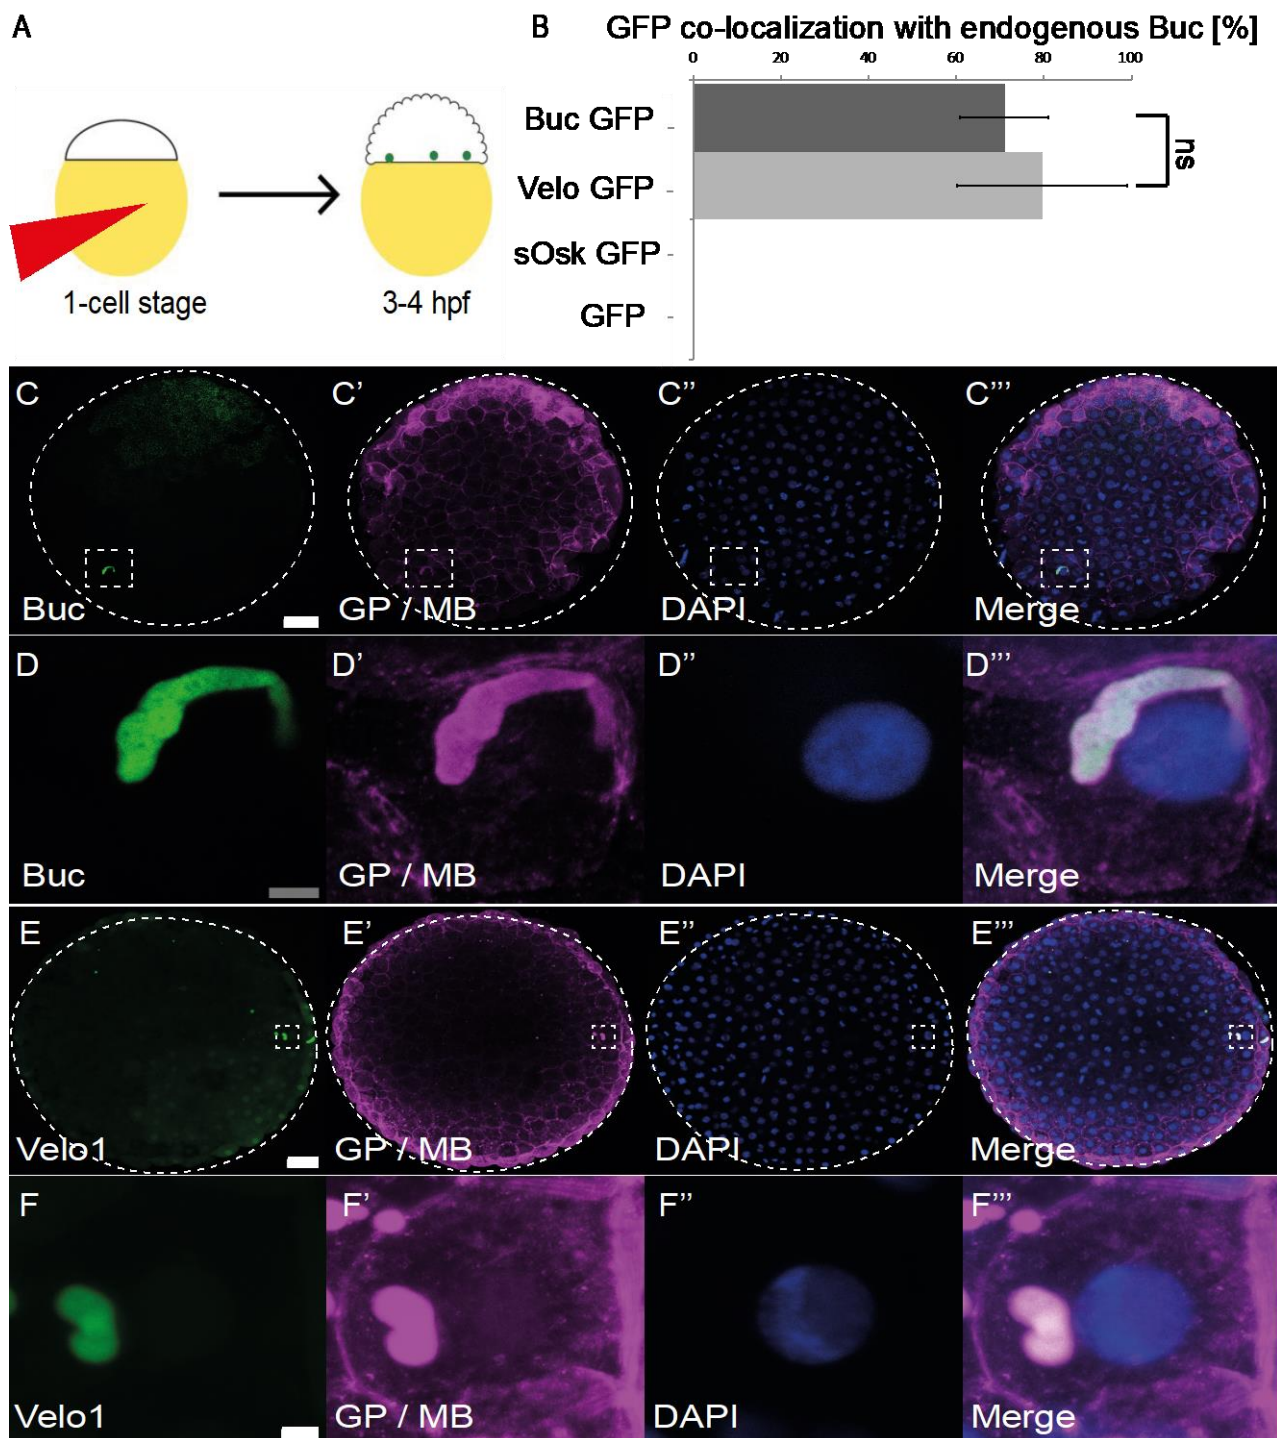 A
1-cell stage
3-4 hpf
B
GFP co-localization with endogenous Buc [%]
0 20 40 60 80 100
Buc GFP
Velo GFP
sOsk GFP
GFP
ns
C C’ C’’ C’’’
Buc GP / MB DAPI Merge
D D’ D’’ D’’’
Buc GP / MB DAPI Merge
E E’ E’’ E’’’
Velo1 GP / MB DAPI Merge
F F’ F’’ F’’’
Velo1 GP / MB DAPI Merge